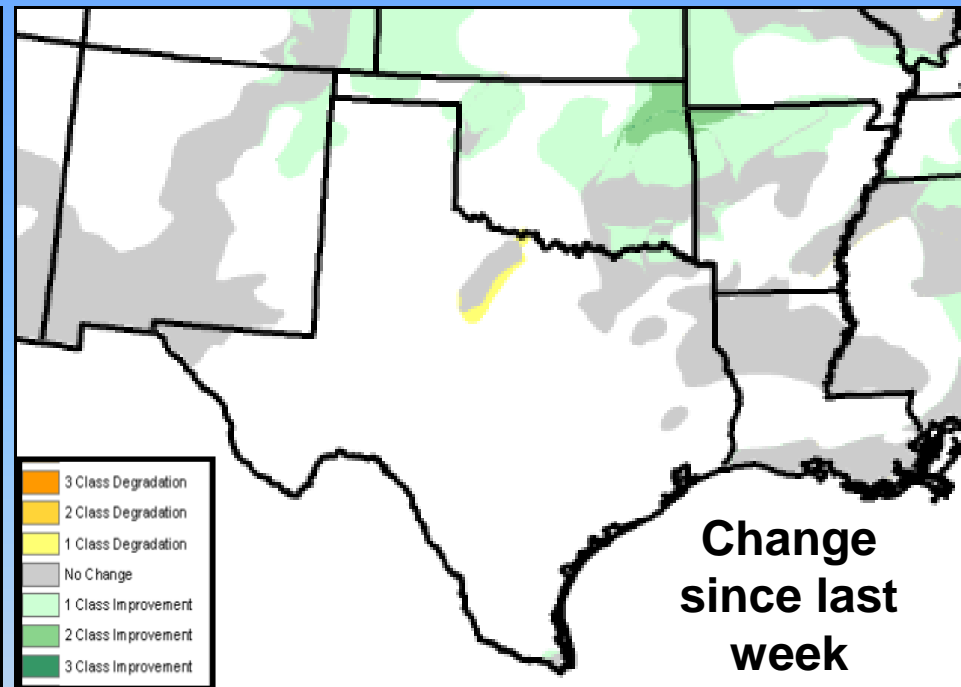 3 Class Degradation
2 Class Degradation
1 Class Degradation
No Change
1 Class Improvement
2 Class Improvement
3 Class Improvement
Change
since last
week